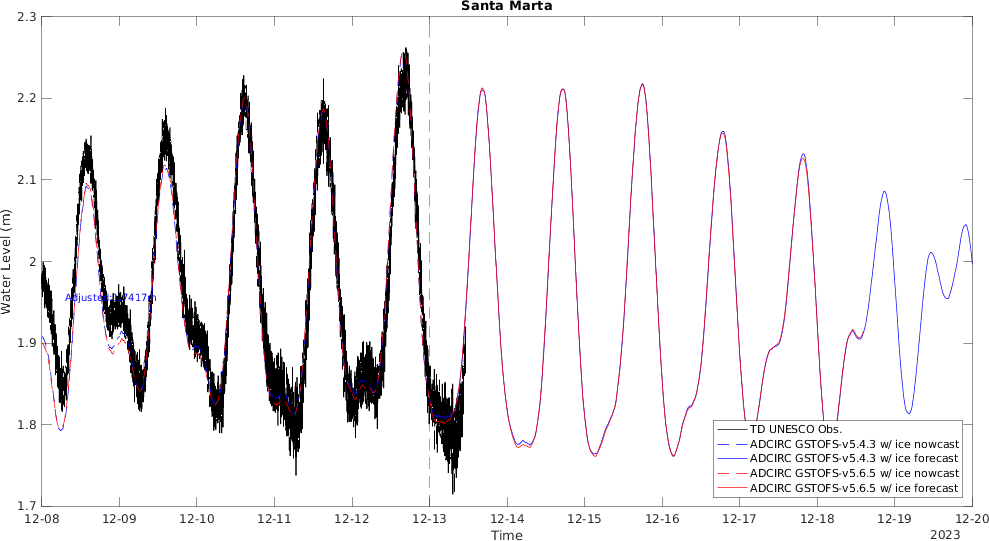 Santa Marta
2.3
2.2
2.1
2
1.9
1.8
1.7
Water Level (m)
12-08
12-09
12-10
12-11
12-12
12-13
12-14
12-15
12-16
12-17
12-18
12-19
12-20
Time
2023
TD UNESCO Obs.
ADCIRC GSTOFS-v5.4.3 w/ ice nowcast
ADCIRC GSTOFS-v5.4.3 w/ ice forecast
ADCIRC GSTOFS-v5.6.5 w/ ice nowcast
ADCIRC GSTOFS-v5.6.5 w/ ice forecast